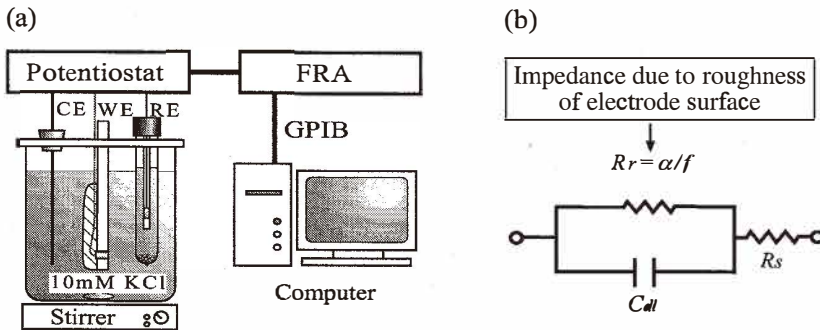 (a)
Potentiostat
FRA
CE WE RE
GPIB
10mM KCl
Stirrer
Computer
(b)
Impedance due to roughness
of electrode surface
Rr = α/f
Rs
Cdl